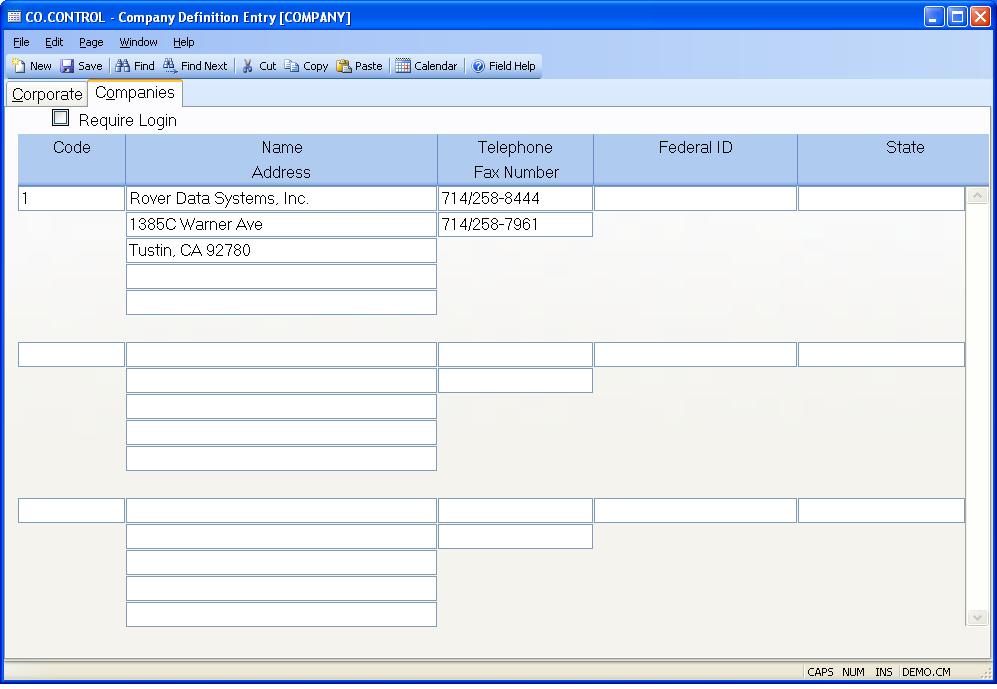 CO.CONTROL - Company Definition Entry [COMPANY]
File Edit Page Window Help
New Save Find Find Next Cut Copy Paste Calendar Field Help
Corporate Companies
Require Login
Code Name Telephone Federal ID State
Address Fax Number
1 Rover Data Systems, Inc. 714/258-8444
1385C Warner Ave 714/258-7961
Tustin, CA 92780
CAPS NUM INS DEMO.CM